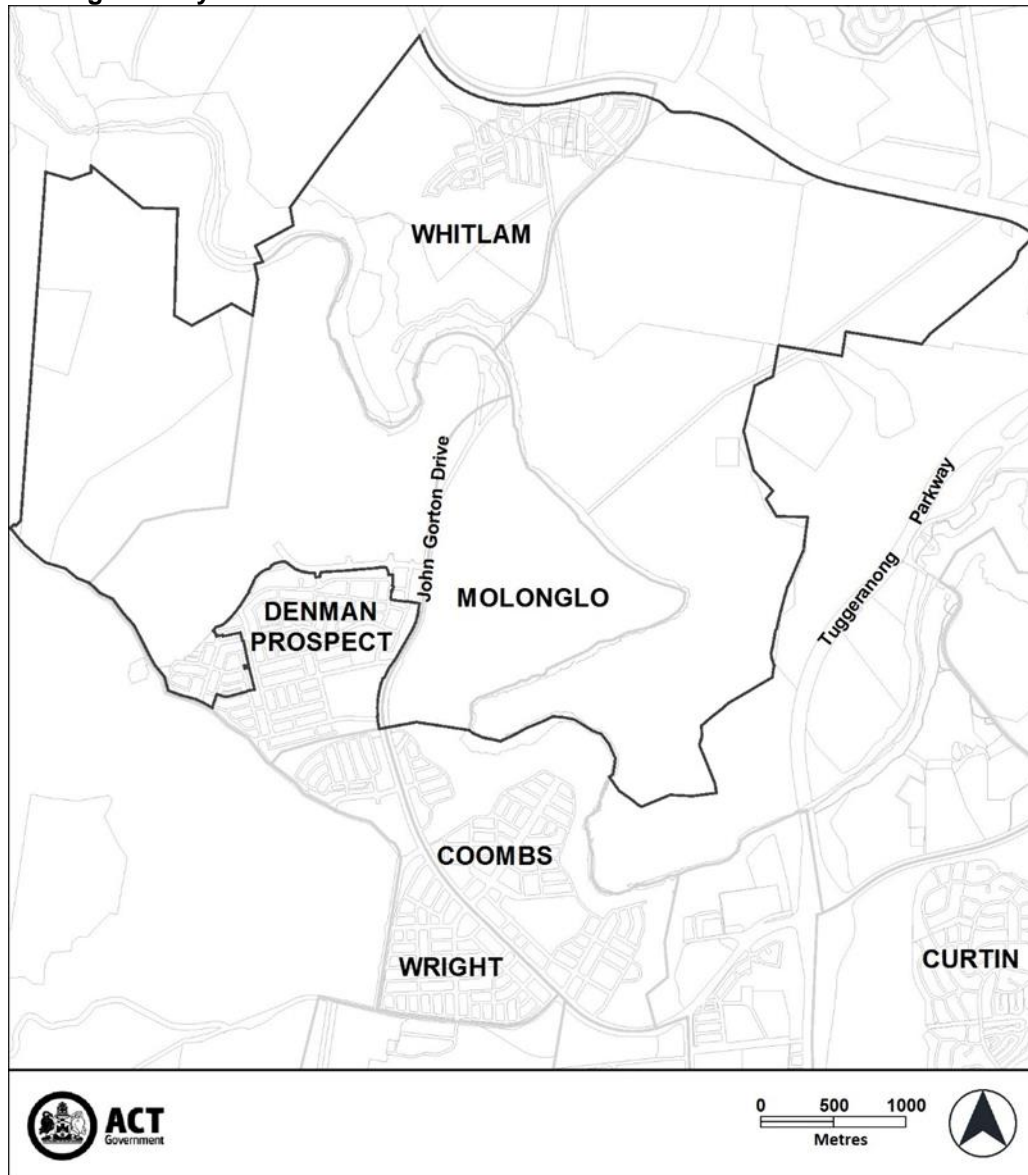 WHITLAM
John Gorton Drive
Parkway
Tuggeranong
DENMAN
PROSPECT
MOLONGLO
COOMBS
WRIGHT
CURTIN
ACT
Government
0 500 1000
Metres